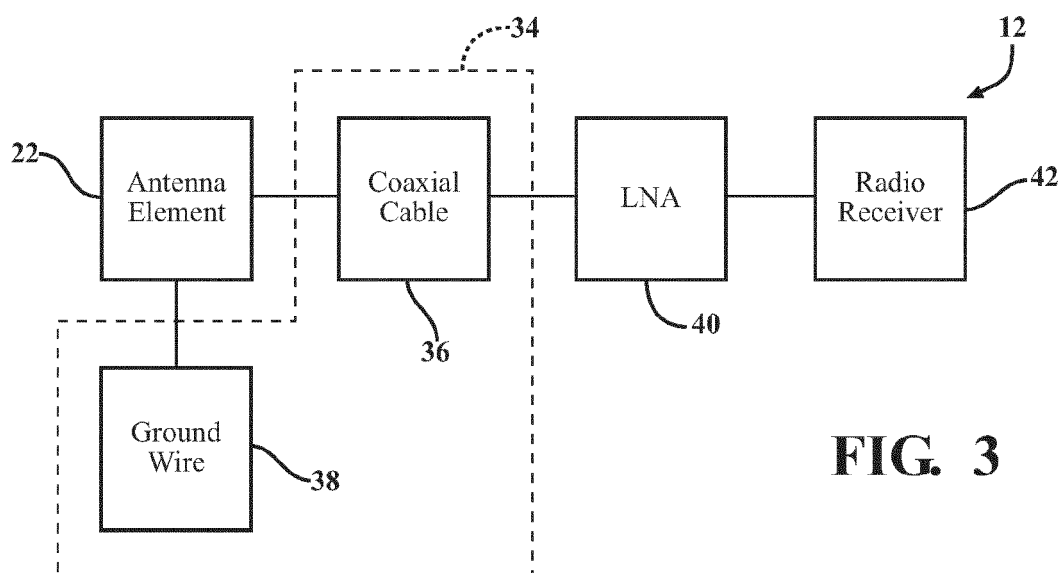 34
12
22
Antenna
Element
Coaxial
Cable
LNA
Radio
Receiver
42
36
40
Ground
Wire
38
FIG. 3